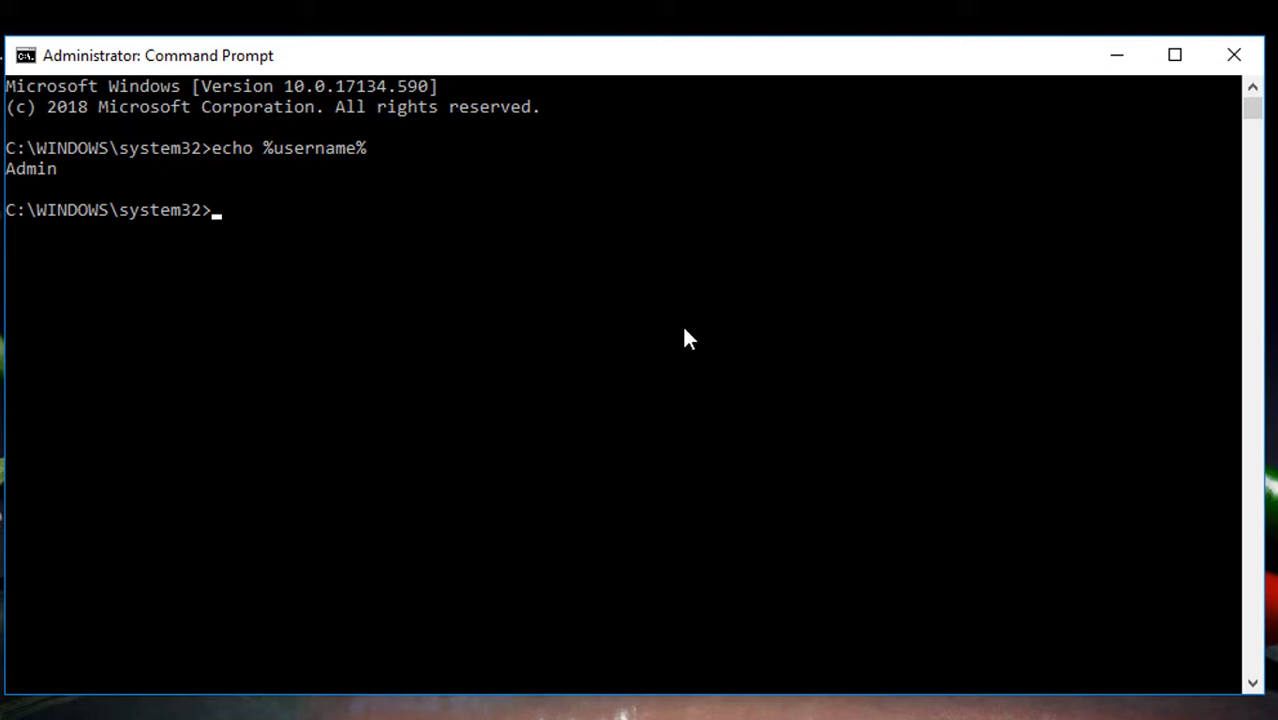 Administrator: Command Prompt
Microsoft Windows [Version 10.0.17134.590]
(c) 2018 Microsoft Corporation. All rights reserved.
C:\WINDOWS\system32>echo %username%
Admin
C:\WINDOWS\system32>